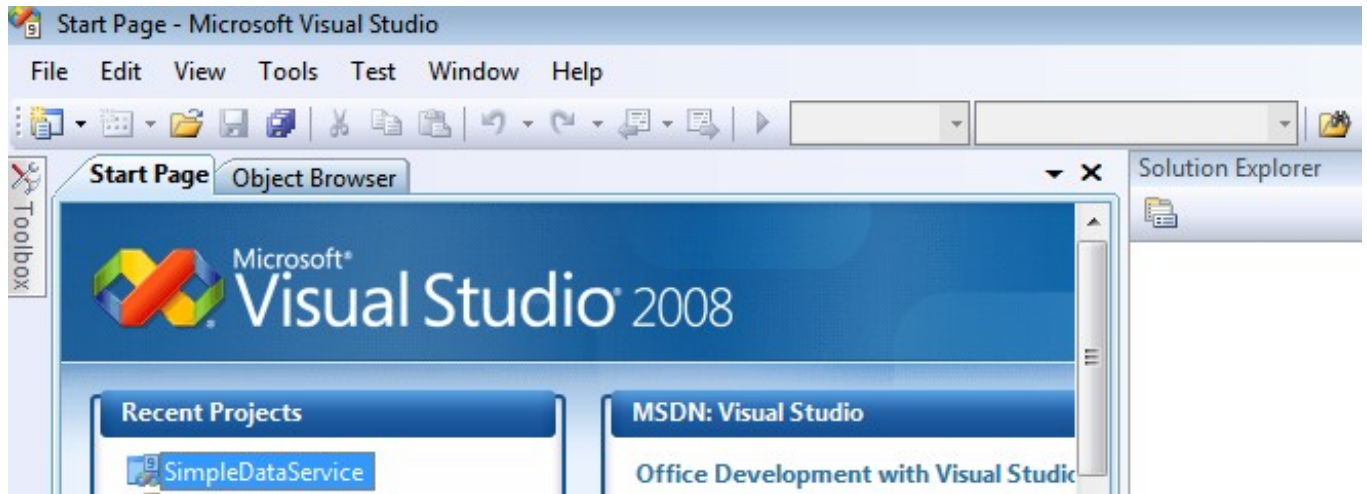 Start Page - Microsoft Visual Studio
File Edit View Tools Test Window Help
Toolbox
Start Page Object Browser
Solution Explorer
Microsoft®
Visual Studio® 2008
Recent Projects
SimpleDataService
MSDN: Visual Studio
Office Development with Visual Studic